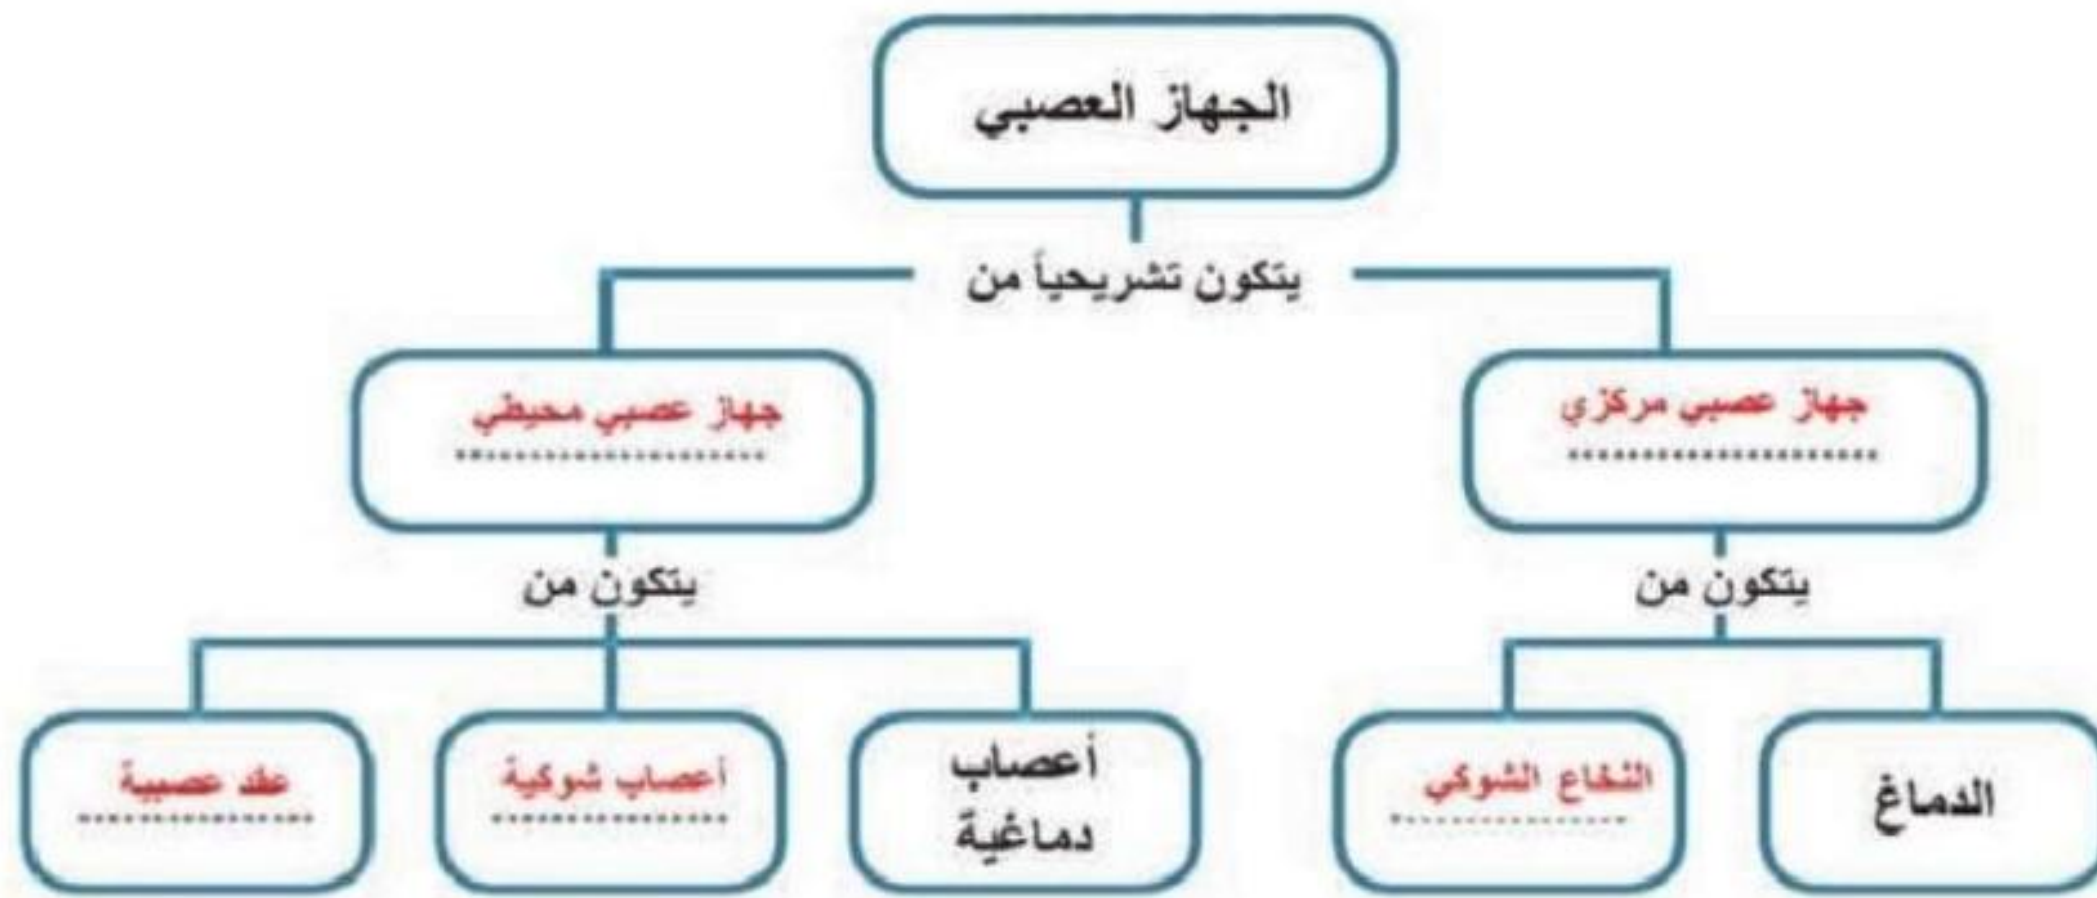 الجهاز العصبي
يتكون تشريحياً من
جهاز عصبي مركزي
جهاز عصبي محيطي
يتكون من
يتكون من
الدماغ
النخاع الشوكي
أعصاب
دماغية
أعصاب شوكية
عقد عصبية